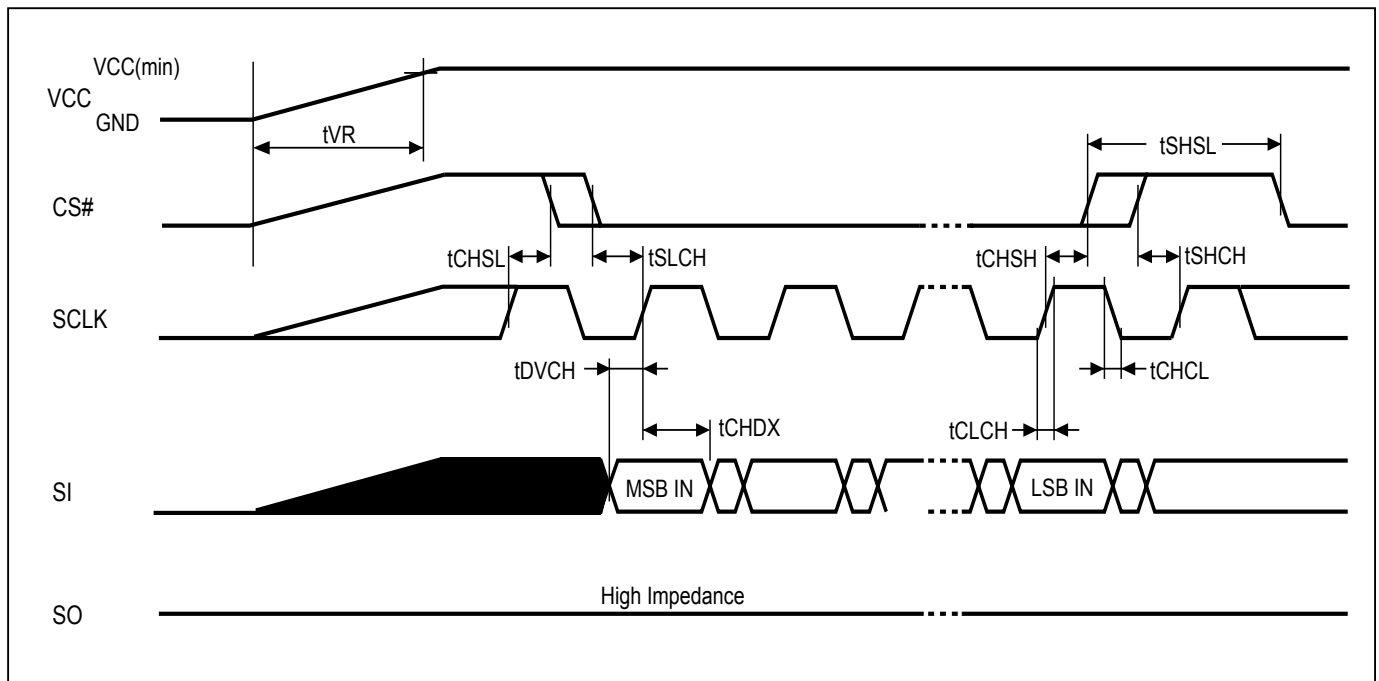 VCC(min)
VCC
GND
tVR
tSHSL
CS#
tCHSL
tSLCH
tCHSH
tSHCH
SCLK
tDVCH
tCHCL
tCHDX
tCLCH
SI
MSB IN
LSB IN
High Impedance
SO